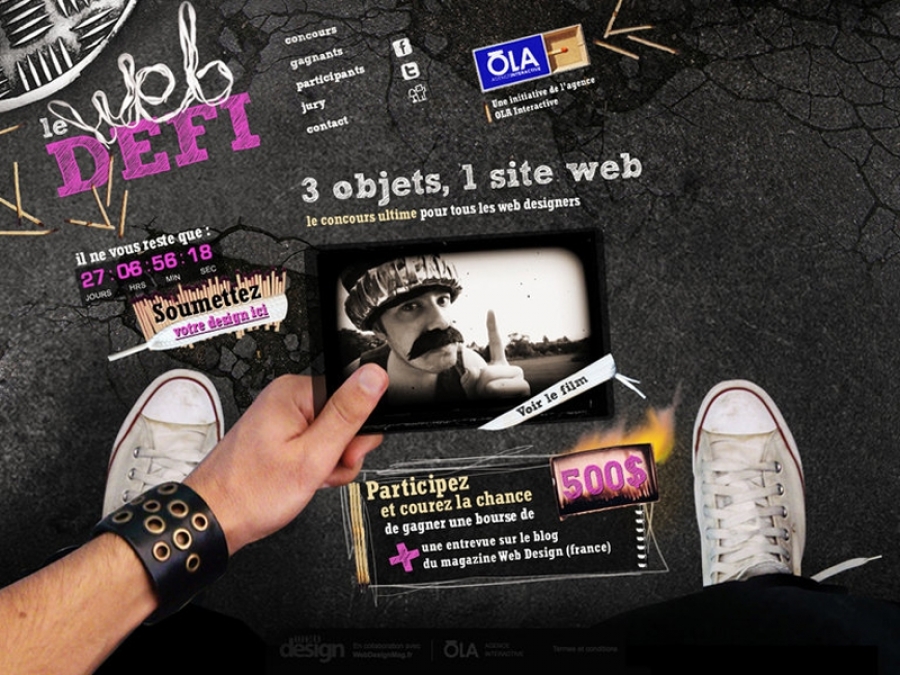 le web
DEFI
concours
gagnants
participants
jury
contact
ŌLA
AGENCE INTERACTIVE
Une initiative de l'agence
OLA Interactive
3 objets, 1 site web
le concours ultime pour tous les web designers
il ne vous reste que :
27:06:56:18
JOURS HRS MIN SEC
Soumettez
votre design ici
Voir le film
Participez
et courez la chance
de gagner une bourse de
500$
+ une entrevue sur le blog
du magazine Web Design (france)
design
En collaboration avec
WebDesignMag.fr
ŌLA
AGENCE
INTERACTIVE
Termes et conditions